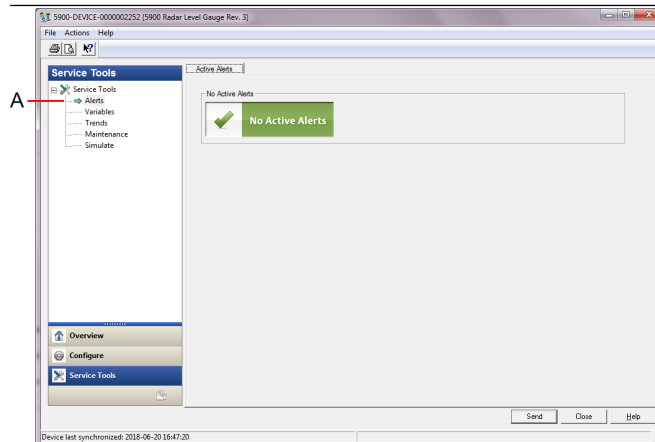 5900-DEVICE-0000002252 [5900 Radar Level Gauge Rev. 3]
File Actions Help
Service Tools
Active Alerts
Service Tools
A
Alerts
Variables
Trends
Maintenance
Simulate
No Active Alerts
No Active Alerts
Overview
Configure
Service Tools
Send Close Help
Device last synchronized: 2018-06-20 16:47:20